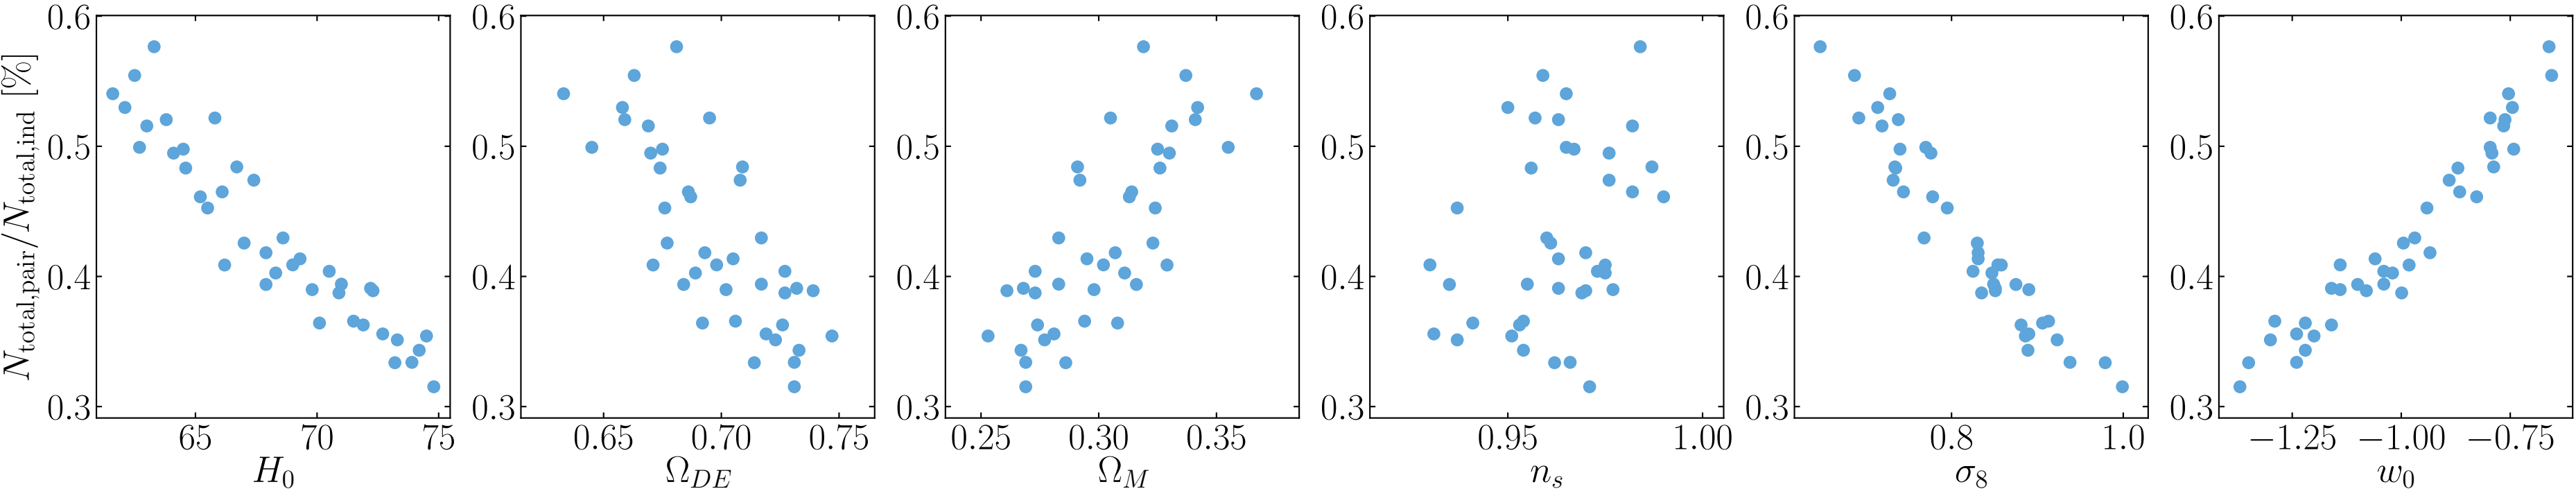 N_total,pair/N_total,ind [%]
0.6 0.5 0.4 0.3
65 70 75
H_0
0.6 0.5 0.4 0.3
0.65 0.70 0.75
Ω_DE
0.6 0.5 0.4 0.3
0.25 0.30 0.35
Ω_M
0.6 0.5 0.4 0.3
0.95 1.00
n_s
0.6 0.5 0.4 0.3
0.8 1.0
σ_8
0.6 0.5 0.4 0.3
−1.25 −1.00 −0.75
w_0